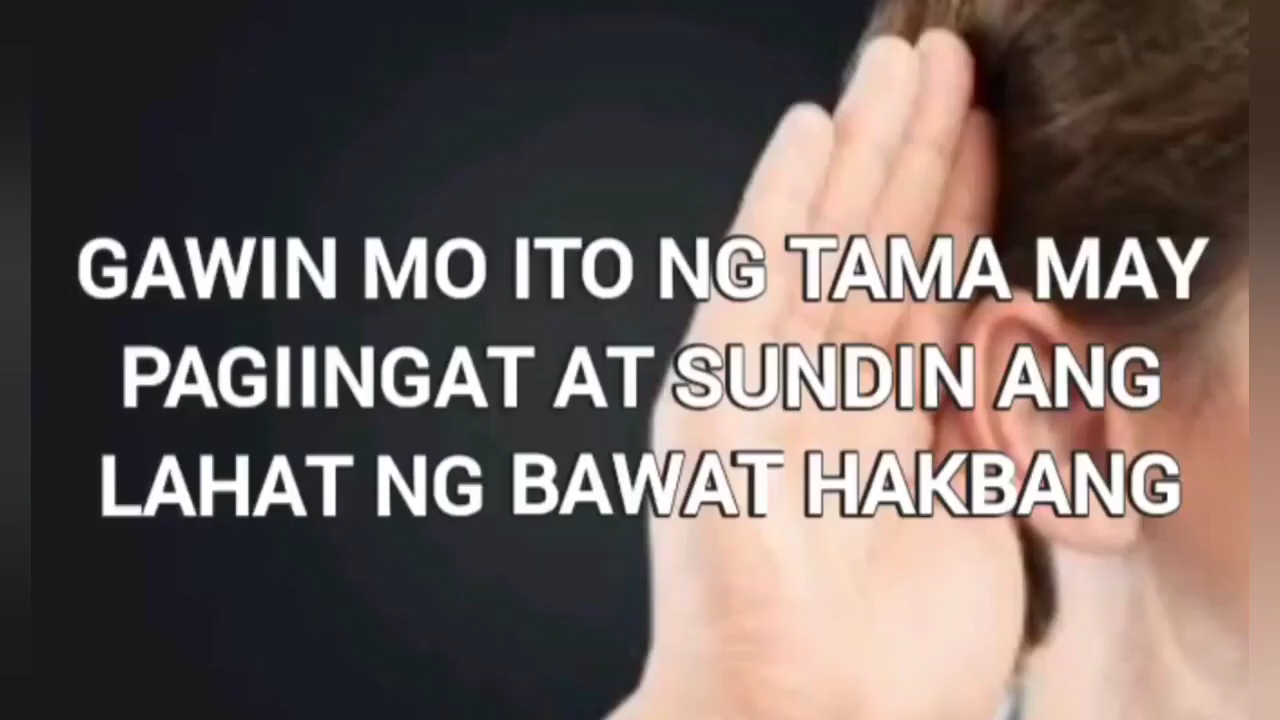 GAWIN MO ITO NG TAMA MAY
PAGIINGAT AT SUNDIN ANG
LAHAT NG BAWAT HAKBANG